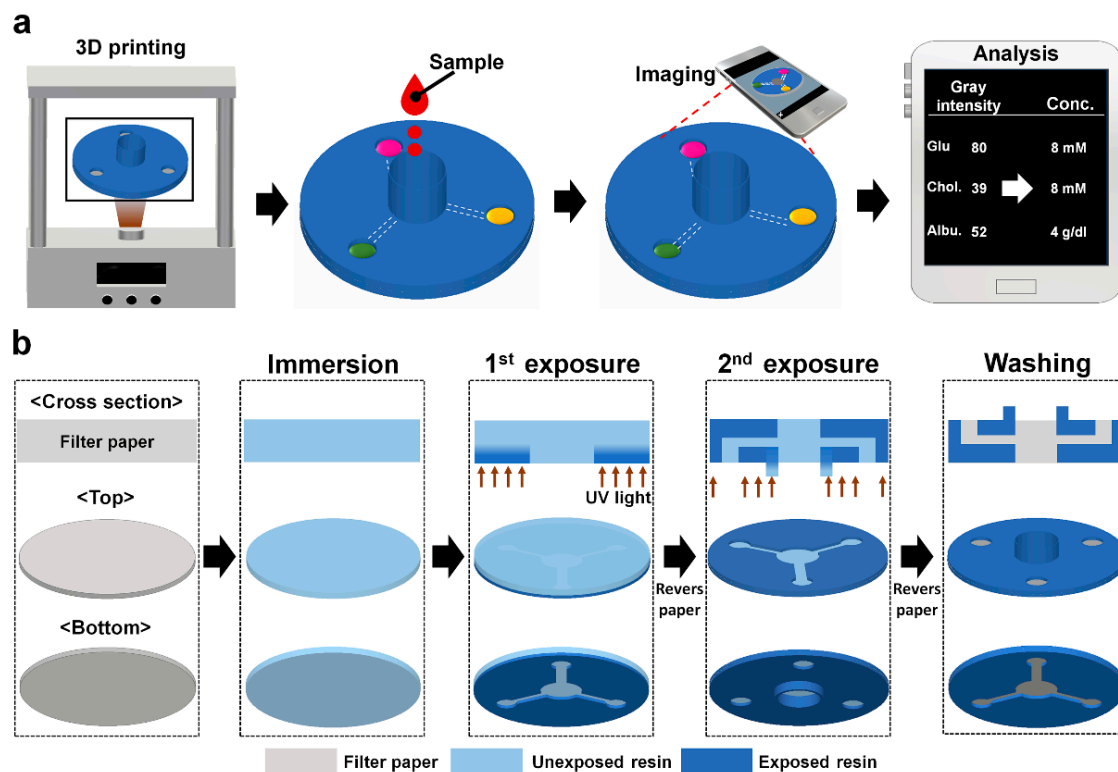 a
3D printing
Sample
Imaging
Analysis
Gray
intensity
Conc.
Glu 80 8 mM
Chol. 39 8 mM
Albu. 52 4 g/dl
b
Immersion
1st exposure
2nd exposure
Washing
<Cross section>
Filter paper
UV light
<Top>
Revers
paper
Revers
paper
<Bottom>
Filter paper
Unexposed resin
Exposed resin